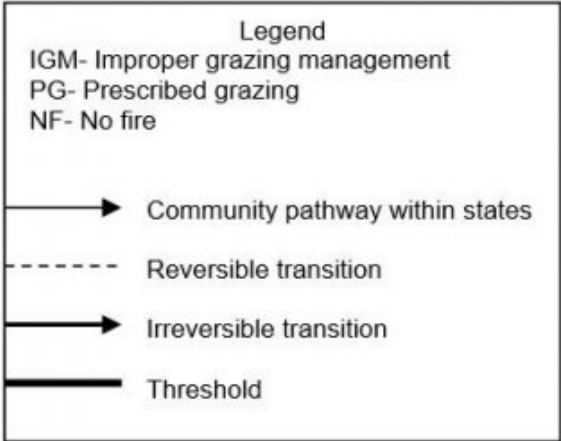 Legend
IGM- Improper grazing management
PG- Prescribed grazing
NF- No fire
Community pathway within states
Reversible transition
Irreversible transition
Threshold